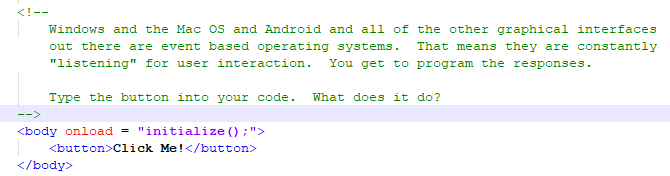 <!--
Windows and the Mac OS and Android and all of the other graphical interfaces
out there are event based operating systems.  That means they are constantly
"listening" for user interaction.  You get to program the responses.
Type the button into your code.  What does it do?
-->
<body onload = "initialize();">
<button>Click Me!</button>
</body>